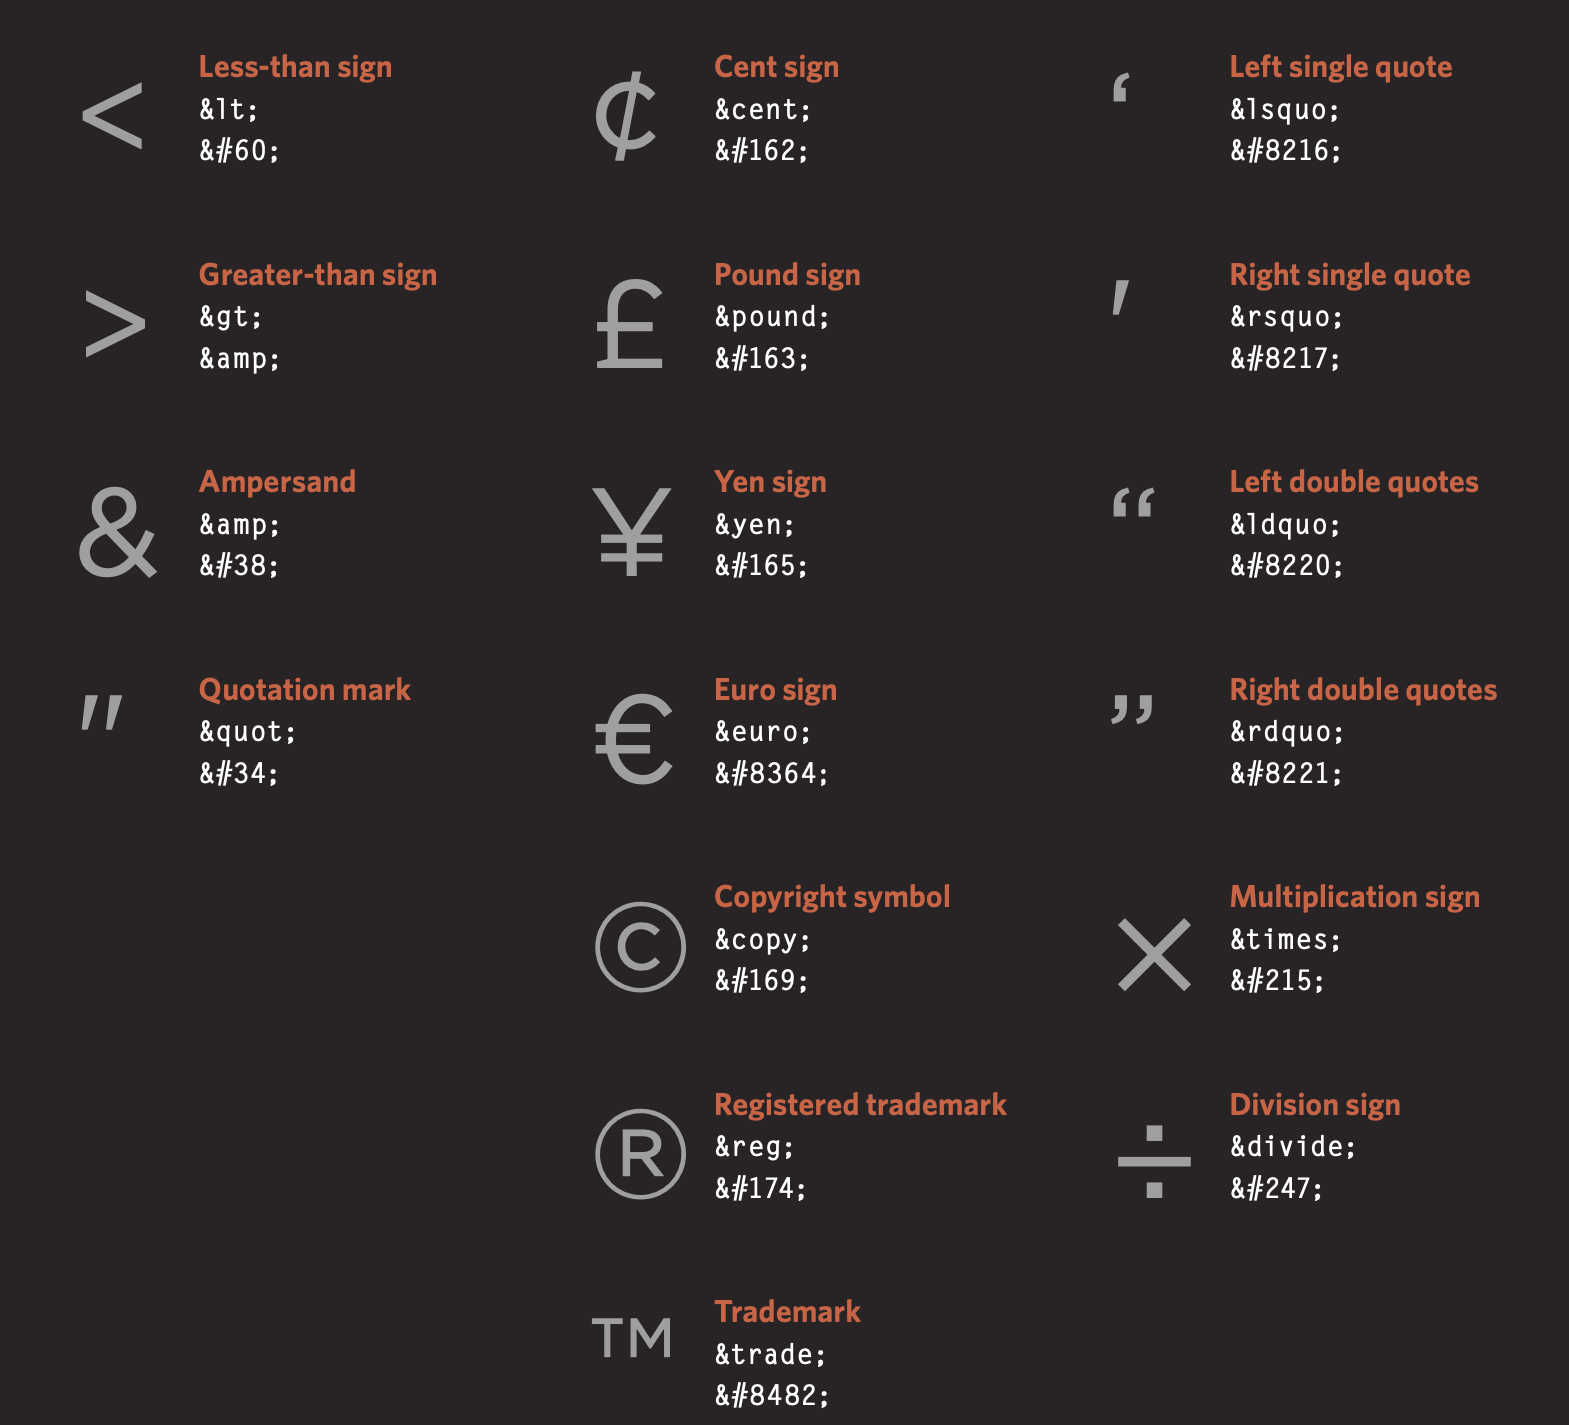 <
Less-than sign
&lt;
&#60;
>
Greater-than sign
&gt;
&amp;
&
Ampersand
&amp;
&#38;
"
Quotation mark
&quot;
&#34;
¢
Cent sign
&cent;
&#162;
£
Pound sign
&pound;
&#163;
¥
Yen sign
&yen;
&#165;
€
Euro sign
&euro;
&#8364;
©
Copyright symbol
&copy;
&#169;
®
Registered trademark
&reg;
&#174;
™
Trademark
&trade;
&#8482;
‘
Left single quote
&lsquo;
&#8216;
'
Right single quote
&rsquo;
&#8217;
“
Left double quotes
&ldquo;
&#8220;
”
Right double quotes
&rdquo;
&#8221;
×
Multiplication sign
&times;
&#215;
÷
Division sign
&divide;
&#247;